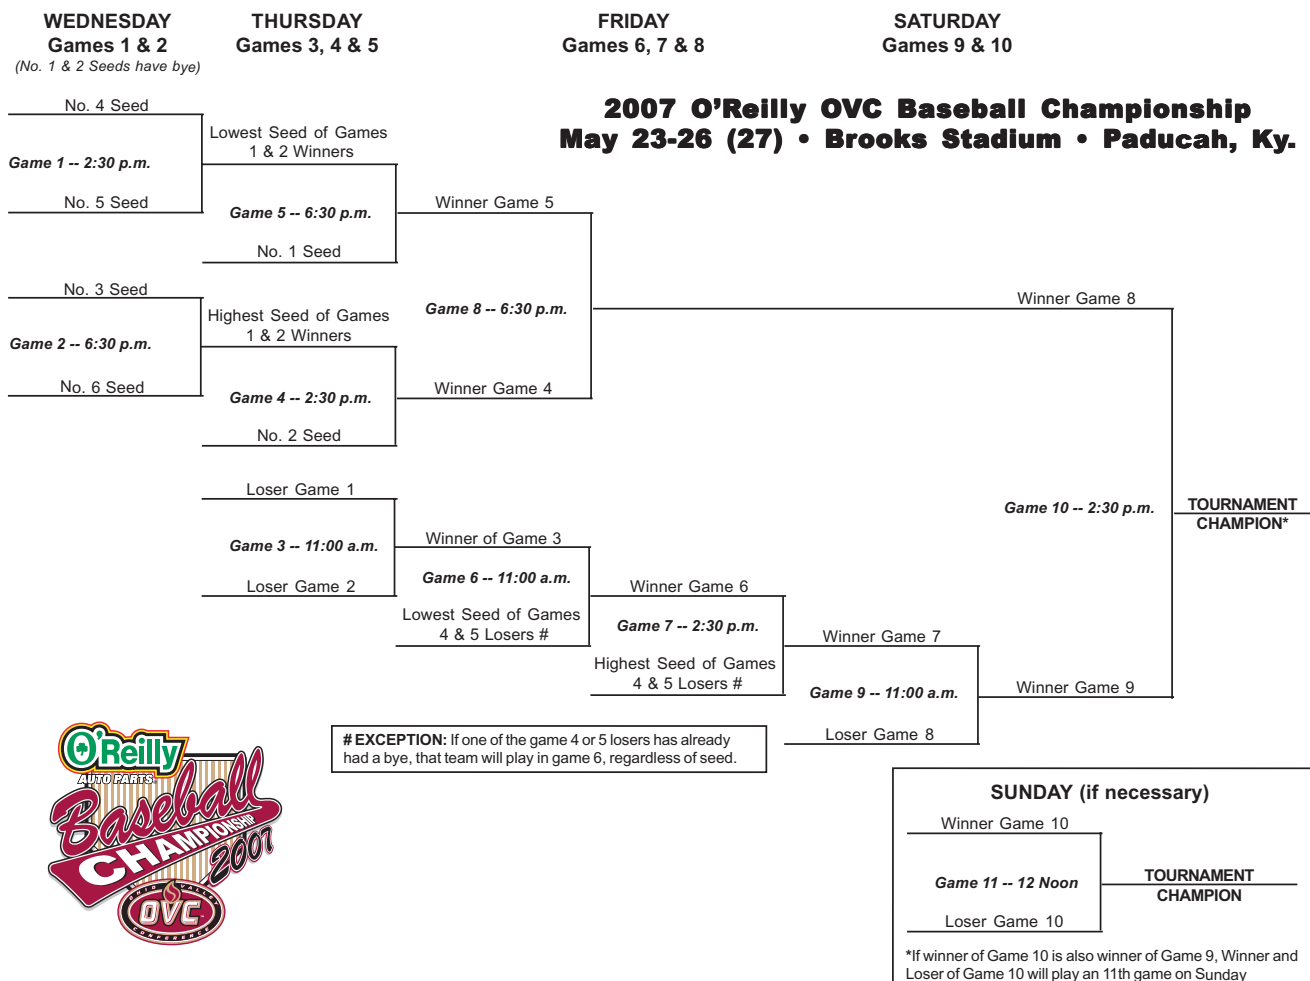 WEDNESDAY
Games 1 & 2
(No. 1 & 2 Seeds have bye)
THURSDAY
Games 3, 4 & 5
FRIDAY
Games 6, 7 & 8
SATURDAY
Games 9 & 10
2007 O'Reilly OVC Baseball Championship
May 23-26 (27) • Brooks Stadium • Paducah, Ky.
No. 4 Seed
Game 1 -- 2:30 p.m.
No. 5 Seed
No. 3 Seed
Game 2 -- 6:30 p.m.
No. 6 Seed
Lowest Seed of Games
1 & 2 Winners
Game 5 -- 6:30 p.m.
No. 1 Seed
Highest Seed of Games
1 & 2 Winners
Game 4 -- 2:30 p.m.
No. 2 Seed
Loser Game 1
Game 3 -- 11:00 a.m.
Loser Game 2
Winner Game 5
Game 8 -- 6:30 p.m.
Winner Game 4
Winner of Game 3
Game 6 -- 11:00 a.m.
Lowest Seed of Games
4 & 5 Losers #
Winner Game 6
Game 7 -- 2:30 p.m.
Highest Seed of Games
4 & 5 Losers #
Winner Game 7
Game 9 -- 11:00 a.m.
Loser Game 8
Winner Game 8
Game 10 -- 2:30 p.m.
Winner Game 9
TOURNAMENT
CHAMPION*
# EXCEPTION: If one of the game 4 or 5 losers has already
had a bye, that team will play in game 6, regardless of seed.
O'Reilly
AUTO PARTS
Baseball
CHAMPIONSHIP
2007
OHIO VALLEY
OVC
CONFERENCE
SUNDAY (if necessary)
Winner Game 10
Game 11 -- 12 Noon
Loser Game 10
TOURNAMENT
CHAMPION
*If winner of Game 10 is also winner of Game 9, Winner and
Loser of Game 10 will play an 11th game on Sunday